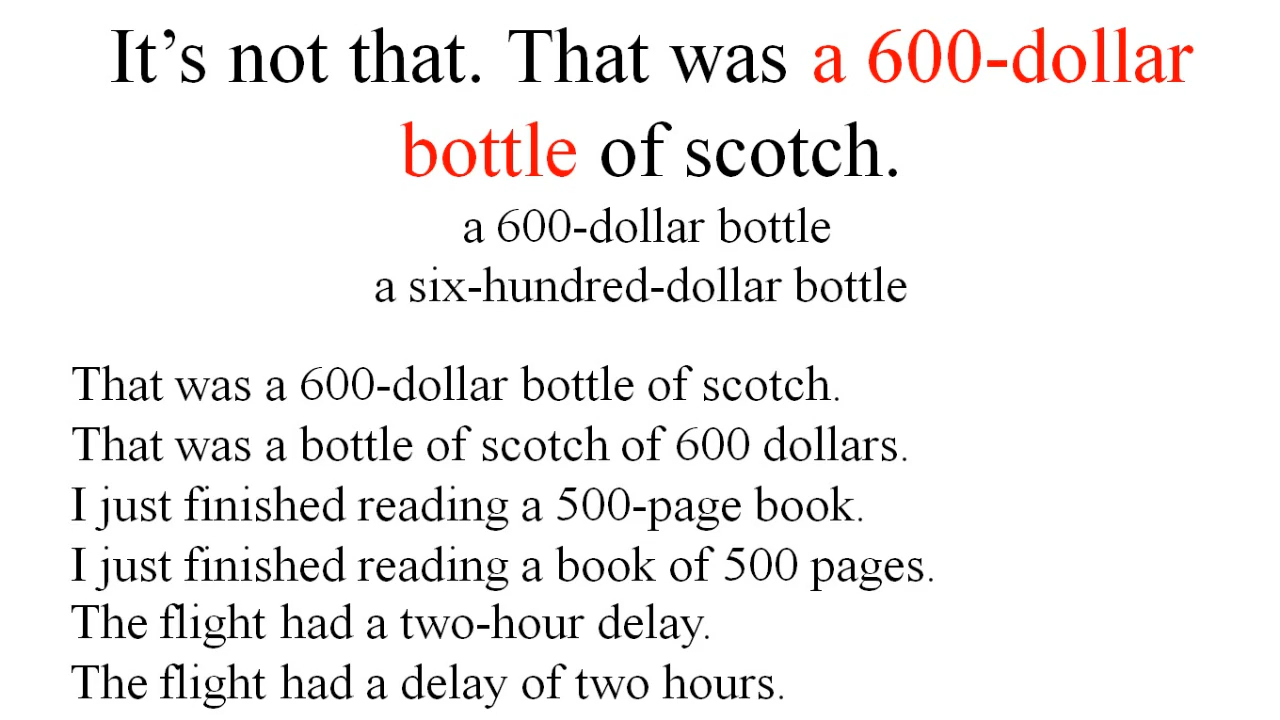 It’s not that. That was a 600-dollar
bottle of scotch.
a 600-dollar bottle
a six-hundred-dollar bottle
That was a 600-dollar bottle of scotch.
That was a bottle of scotch of 600 dollars.
I just finished reading a 500-page book.
I just finished reading a book of 500 pages.
The flight had a two-hour delay.
The flight had a delay of two hours.